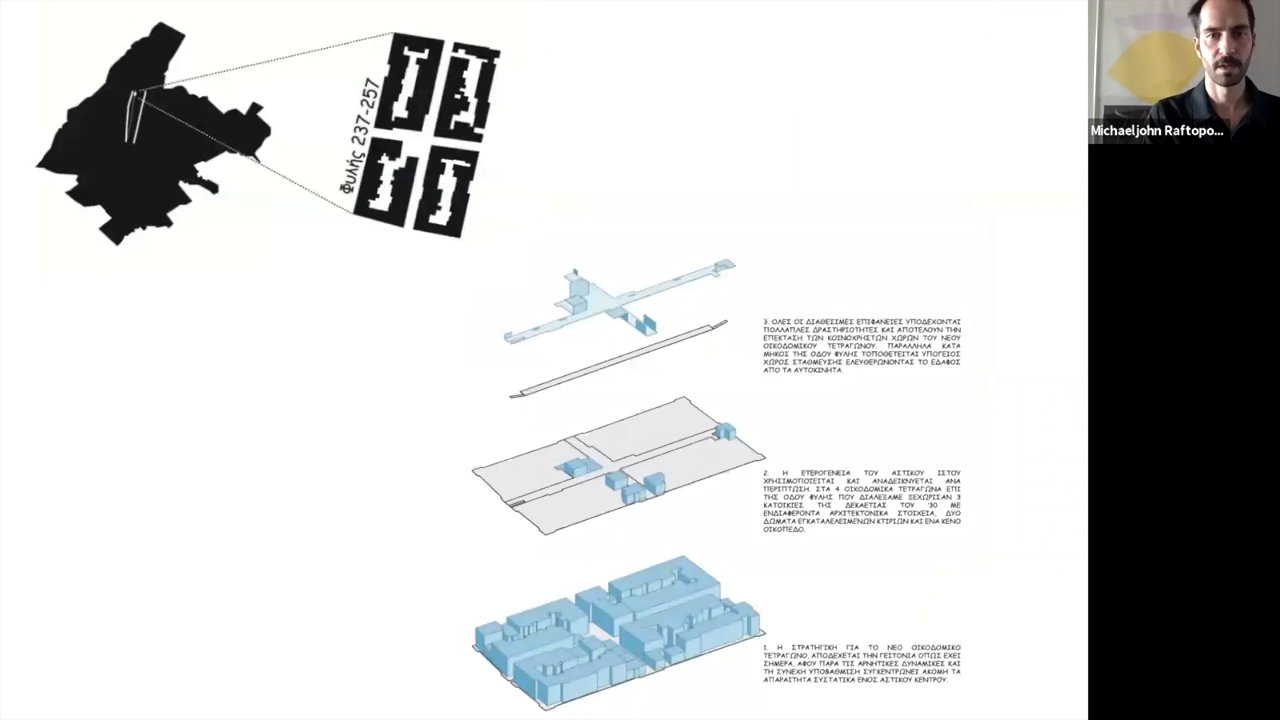 Φυλής 237-257
Michaeljohn Raftopo...
3. ΟΛΕΣ ΟΙ ΔΙΑΘΕΣΙΜΕΣ ΕΠΙΦΑΝΕΙΕΣ ΥΠΟΔΕΧΟΝΤΑΙ
ΠΟΛΛΑΠΛΕΣ ΔΡΑΣΤΗΡΙΟΤΗΤΕΣ ΚΑΙ ΑΠΟΤΕΛΟΥΝ ΤΗΝ
ΕΠΕΚΤΑΣΗ ΤΩΝ ΚΟΙΝΟΧΡΗΣΤΩΝ ΧΩΡΩΝ ΤΟΥ ΝΕΟΥ
ΟΙΚΟΔΟΜΙΚΟΥ ΤΕΤΡΑΓΩΝΟΥ. ΠΑΡΑΛΛΗΛΑ ΚΑΤΑ
ΜΗΚΟΣ ΤΗΣ ΟΔΟΥ ΦΥΛΗΣ ΤΟΠΟΘΕΤΕΙΤΑΙ ΥΠΟΓΕΙΟΣ
ΧΩΡΟΣ ΣΤΑΘΜΕΥΣΗΣ ΕΛΕΥΘΕΡΩΝΟΝΤΑΣ ΤΟ ΕΔΑΦΟΣ
ΑΠΟ ΤΑ ΑΥΤΟΚΙΝΗΤΑ.
2. Η ΕΤΕΡΟΓΕΝΕΙΑ ΤΟΥ ΑΣΤΙΚΟΥ ΙΣΤΟΥ
ΧΡΗΣΙΜΟΠΟΙΕΙΤΑΙ ΚΑΙ ΑΝΑΔΕΙΚΝΥΕΤΑΙ ΑΝΑ
ΠΕΡΙΠΤΩΣΗ. ΣΤΑ 4 ΟΙΚΟΔΟΜΙΚΑ ΤΕΤΡΑΓΩΝΑ ΕΠΙ
ΤΗΣ ΟΔΟΥ ΦΥΛΗΣ ΠΟΥ ΔΙΑΛΕΞΑΜΕ ΞΕΧΩΡΙΣΑΝ 3
ΚΑΤΟΙΚΙΕΣ ΤΗΣ ΔΕΚΑΕΤΙΑΣ ΤΟΥ '30 ΜΕ
ΕΝΔΙΑΦΕΡΟΝΤΑ ΑΡΧΙΤΕΚΤΟΝΙΚΑ ΣΤΟΙΧΕΙΑ, ΔΥΟ
ΔΩΜΑΤΑ ΕΓΚΑΤΑΛΕΛΕΙΜΕΝΩΝ ΚΤΙΡΙΩΝ ΚΑΙ ΕΝΑ ΚΕΝΟ
ΟΙΚΟΠΕΔΟ.
1. Η ΣΤΡΑΤΗΓΙΚΗ ΓΙΑ ΤΟ ΝΕΟ ΟΙΚΟΔΟΜΙΚΟ
ΤΕΤΡΑΓΩΝΟ, ΑΠΟΔΕΧΕΤΑΙ ΤΗΝ ΓΕΙΤΟΝΙΑ ΟΠΩΣ ΕΧΕΙ
ΣΗΜΕΡΑ, ΑΦΟΥ ΠΑΡΑ ΤΙΣ ΑΡΝΗΤΙΚΕΣ ΔΥΝΑΜΙΚΕΣ ΚΑΙ
ΤΗ ΣΥΝΕΧΗ ΥΠΟΒΑΘΜΙΣΗ ΣΥΓΚΕΝΤΡΩΝΕΙ ΑΚΟΜΗ ΤΑ
ΑΠΑΡΑΙΤΗΤΑ ΣΥΣΤΑΤΙΚΑ ΕΝΟΣ ΑΣΤΙΚΟΥ ΚΕΝΤΡΟΥ.